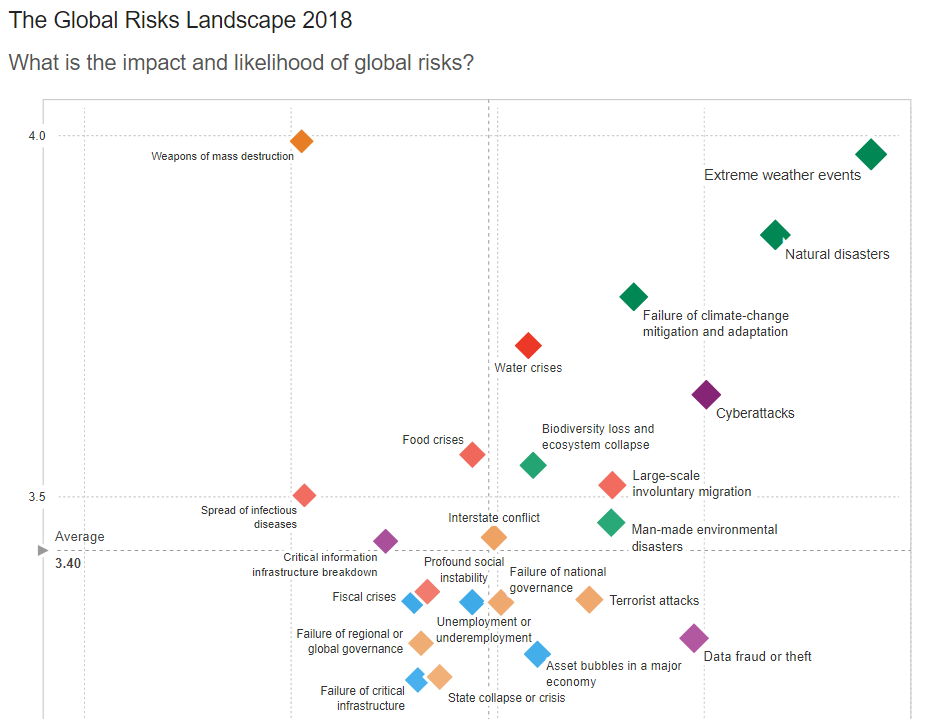 The Global Risks Landscape 2018
What is the impact and likelihood of global risks?
4.0
Weapons of mass destruction
Extreme weather events
Natural disasters
Failure of climate-change
mitigation and adaptation
Water crises
Cyberattacks
Biodiversity loss and
ecosystem collapse
Food crises
Large-scale
involuntary migration
3.5
Spread of infectious
diseases
Interstate conflict
Man-made environmental
disasters
Average
3.40
Critical information
infrastructure breakdown
Profound social
instability
Failure of national
governance
Fiscal crises
Terrorist attacks
Unemployment or
underemployment
Failure of regional or
global governance
Data fraud or theft
Asset bubbles in a major
economy
Failure of critical
infrastructure
State collapse or crisis